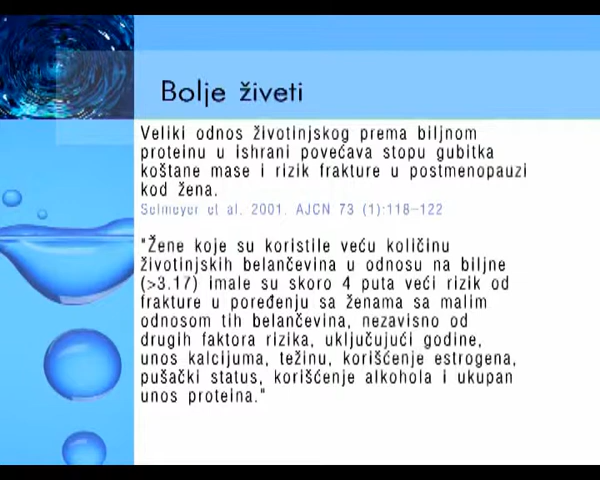 Bolje živeti
Veliki odnos životinjskog prema biljnom
proteinu u ishrani povećava stopu gubitka
koštane mase i rizik frakture u postmenopauzi
kod žena.
Selmeyer et al. 2001. AJCN 73 (1):118-122
"Žene koje su koristile veću količinu
životinjskih belančevina u odnosu na biljne
(>3.17) imale su skoro 4 puta veći rizik od
frakture u poređenju sa ženama sa malim
odnosom tih belančevina, nezavisno od
drugih faktora rizika, uključujući godine,
unos kalcijuma, težinu, korišćenje estrogena,
pušački status, korišćenje alkohola i ukupan
unos proteina."